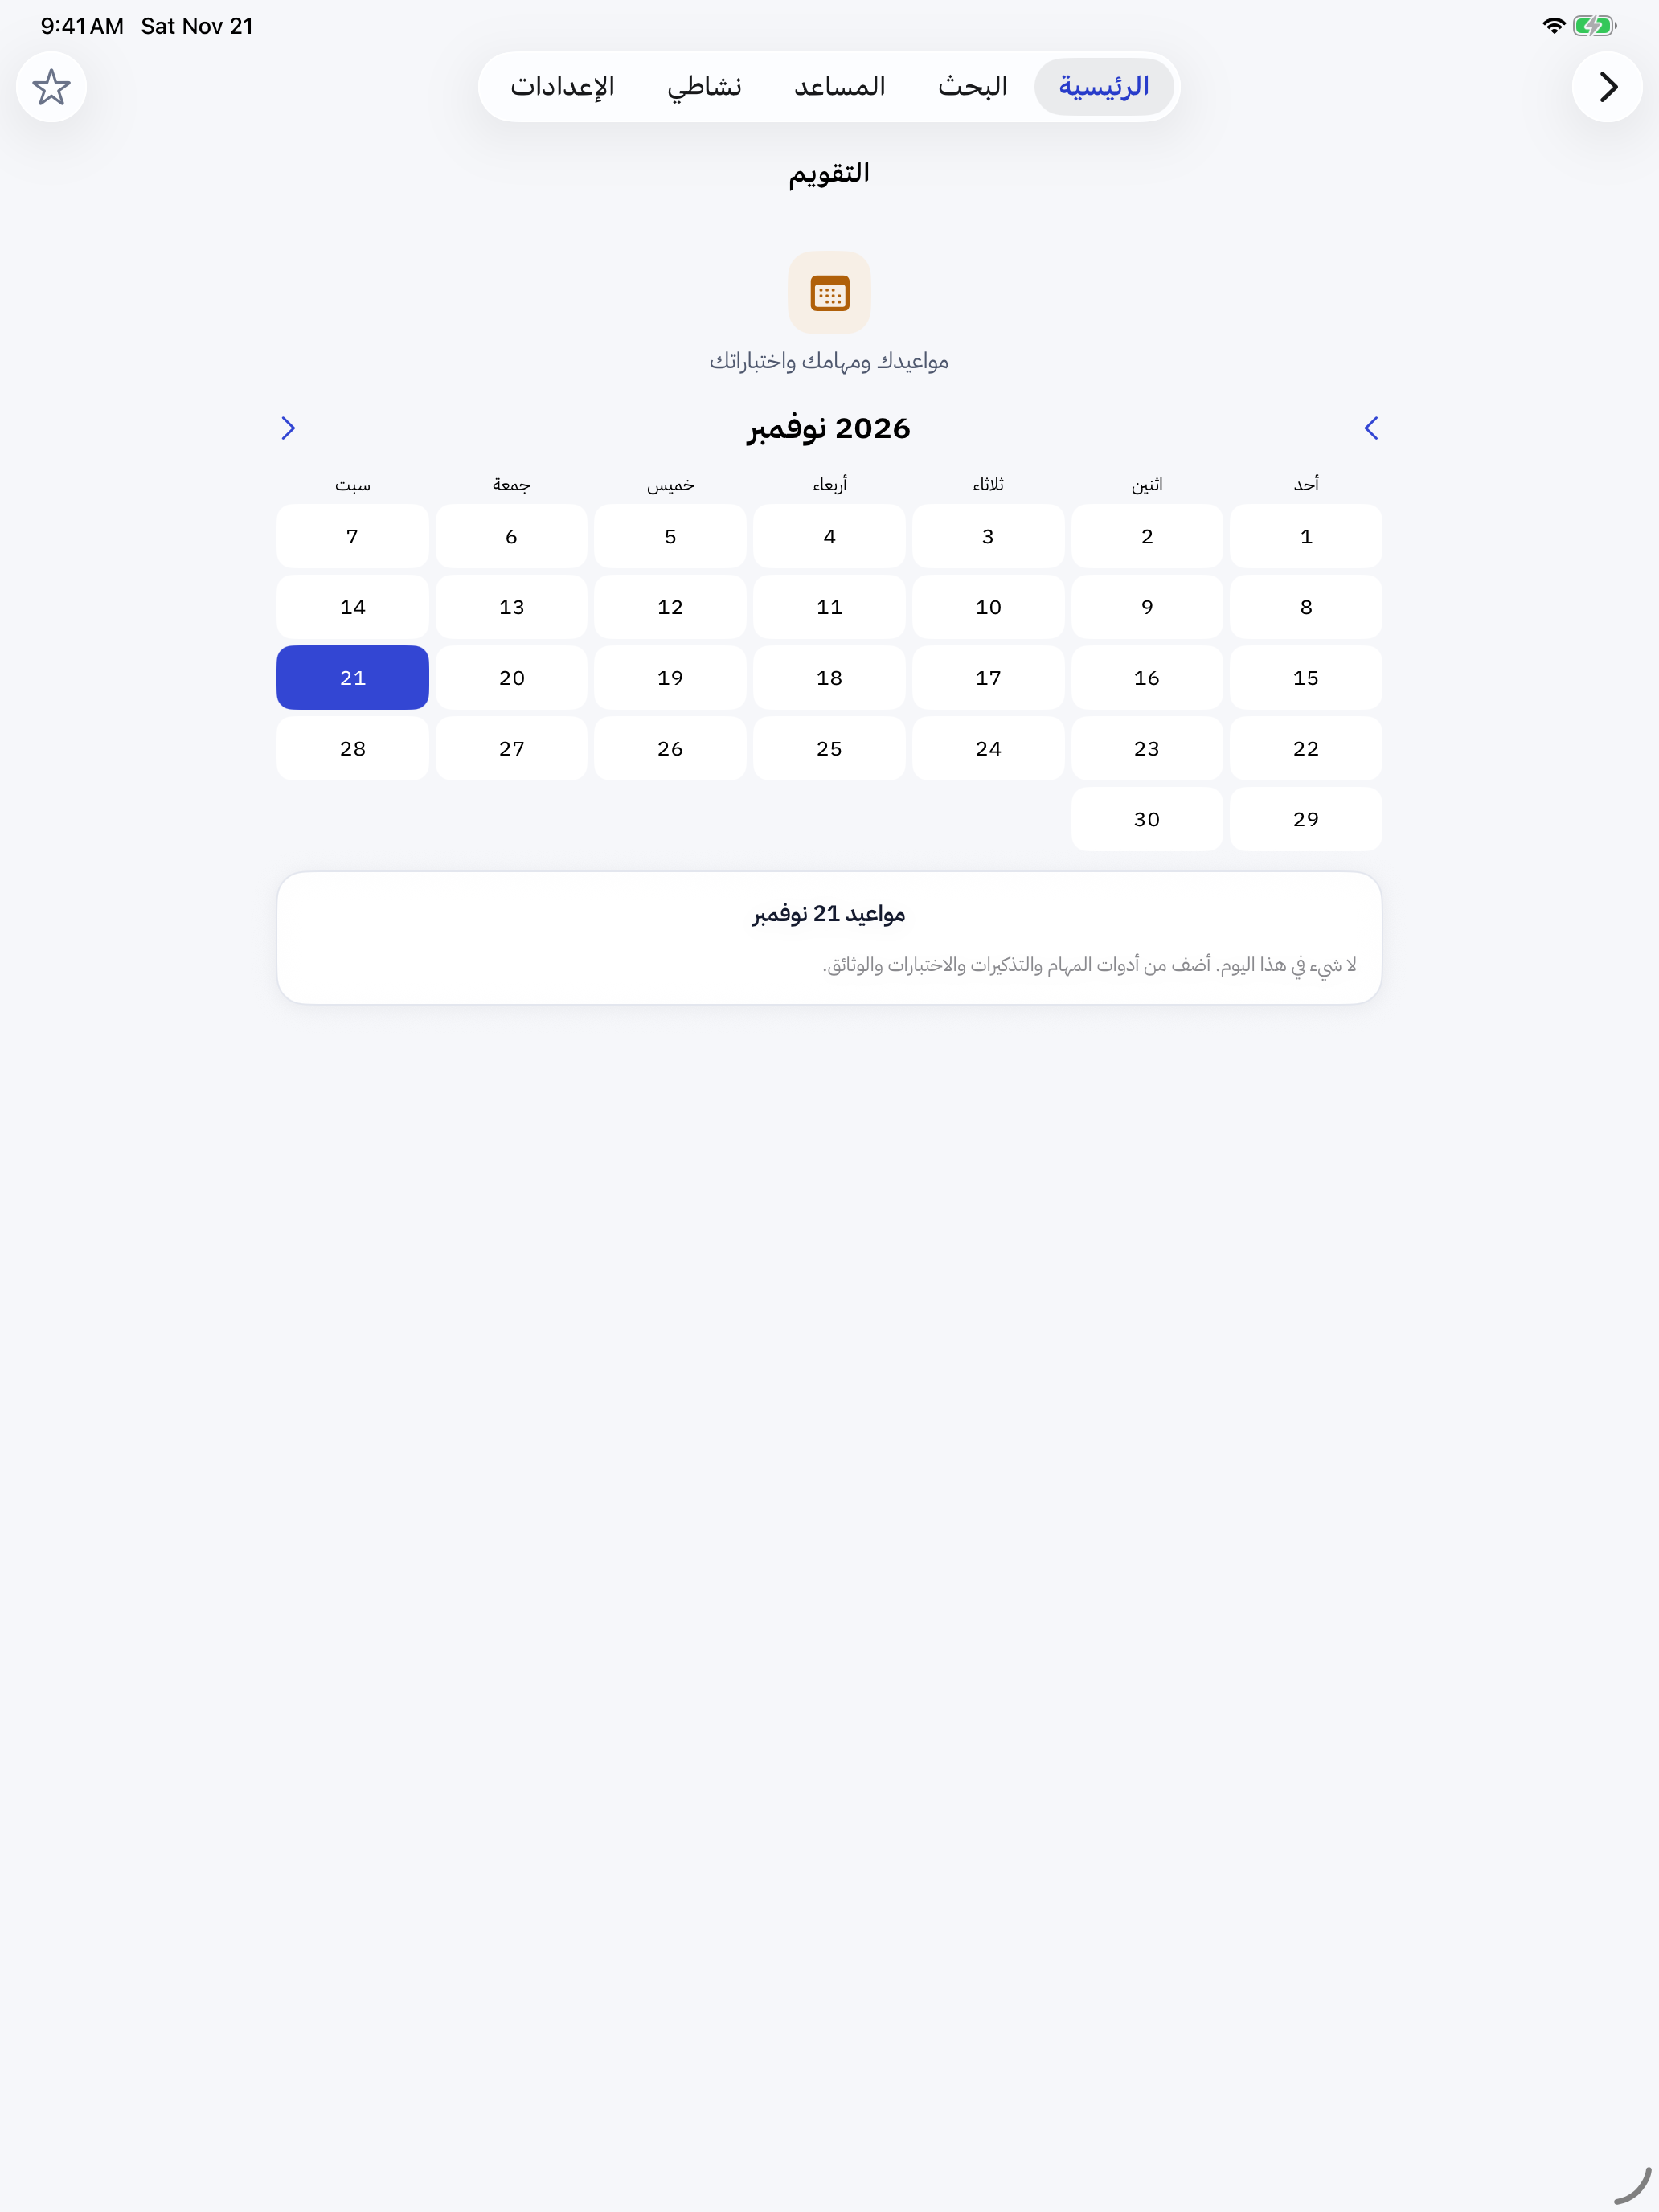 9:41 AM Sat Nov 21
الرئيسية البحث المساعد نشاطي الإعدادات
التقويم
مواعيدك ومهامك واختباراتك
2026 نوفمبر
أحد اثنين ثلاثاء أربعاء خميس جمعة سبت
1 2 3 4 5 6 7
8 9 10 11 12 13 14
15 16 17 18 19 20 21
22 23 24 25 26 27 28
29 30
مواعيد 21 نوفمبر
لا شيء في هذا اليوم. أضف من أدوات المهام والتذكيرات والاختبارات والوثائق.